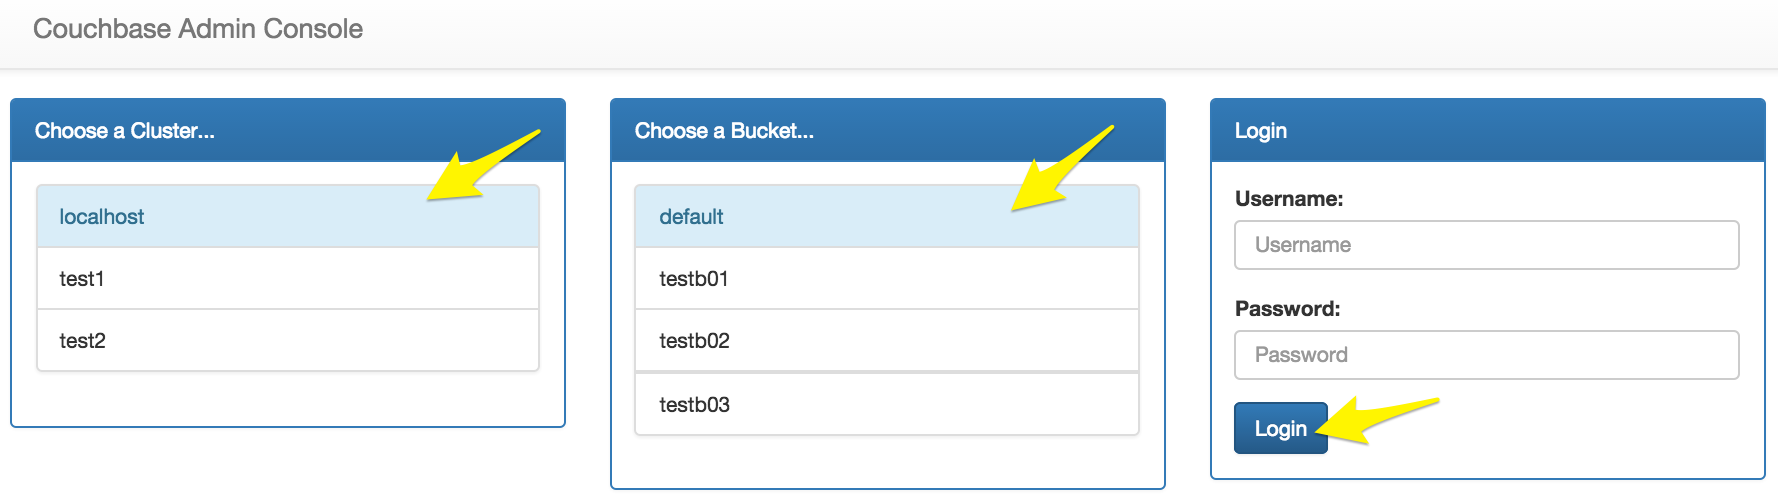 Couchbase Admin Console
Choose a Cluster...
localhost
test1
test2
Choose a Bucket...
default
testb01
testb02
testb03
Login
Username:
Username
Password:
Password
Login